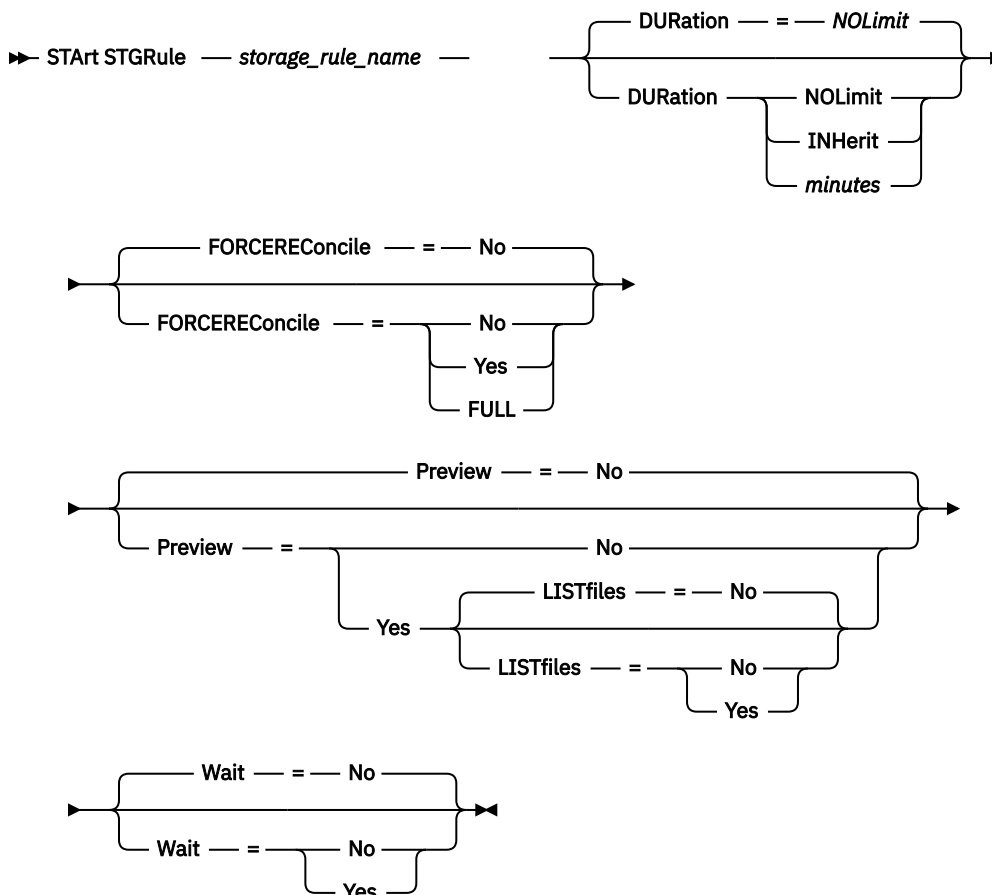 DURation = NOLimit
STArt STGRule storage_rule_name
DURation NOLimit
INHerit
minutes
FORCEREConcile = No
FORCEREConcile = No
Yes
FULL
Preview = No
Preview = No
LISTfiles = No
Yes
LISTfiles = No
Yes
Wait = No
Wait = No
Yes